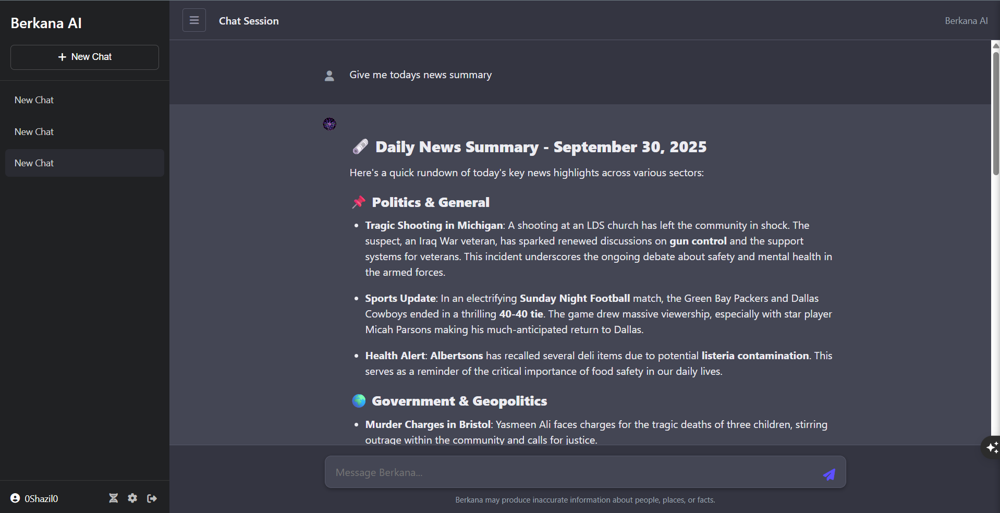 Berkana AI
New Chat
New Chat
New Chat
New Chat
0Shazil0
Chat Session
Berkana AI
Give me todays news summary
Daily News Summary - September 30, 2025
Here's a quick rundown of today's key news highlights across various sectors:
Politics & General
• Tragic Shooting in Michigan: A shooting at an LDS church has left the community in shock. The
suspect, an Iraq War veteran, has sparked renewed discussions on gun control and the support
systems for veterans. This incident underscores the ongoing debate about safety and mental health in
the armed forces.
• Sports Update: In an electrifying Sunday Night Football match, the Green Bay Packers and Dallas
Cowboys ended in a thrilling 40-40 tie. The game drew massive viewership, especially with star player
Micah Parsons making his much-anticipated return to Dallas.
• Health Alert: Albertsons has recalled several deli items due to potential listeria contamination. This
serves as a reminder of the critical importance of food safety in our daily lives.
Government & Geopolitics
• Murder Charges in Bristol: Yasmeen Ali faces charges for the tragic deaths of three children, stirring
outrage within the community and calls for justice.
Message Berkana...
Berkana may produce inaccurate information about people, places, or facts.